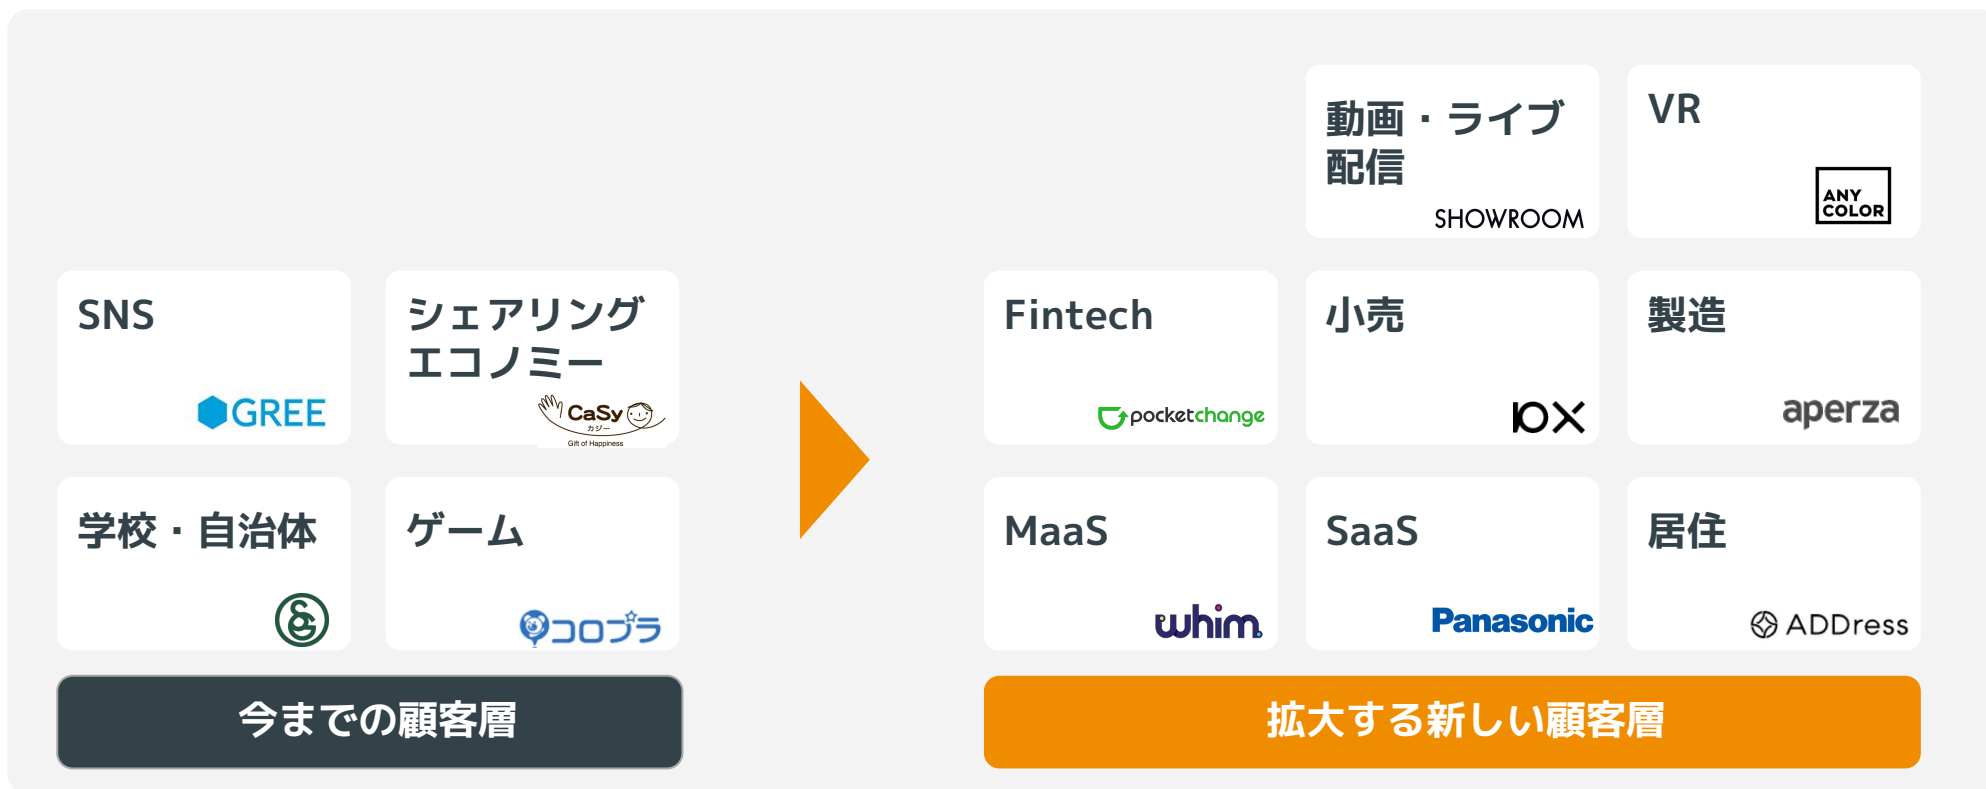 SNS
GREE
シェアリング
エコノミー
CaSy
カジー
Gift of Happiness
学校・自治体
ゲーム
コロプラ
今までの顧客層
動画・ライブ
配信
SHOWROOM
VR
ANY
COLOR
Fintech
pocketchange
小売
10X
製造
aperza
MaaS
whim
SaaS
Panasonic
居住
ADDress
拡大する新しい顧客層